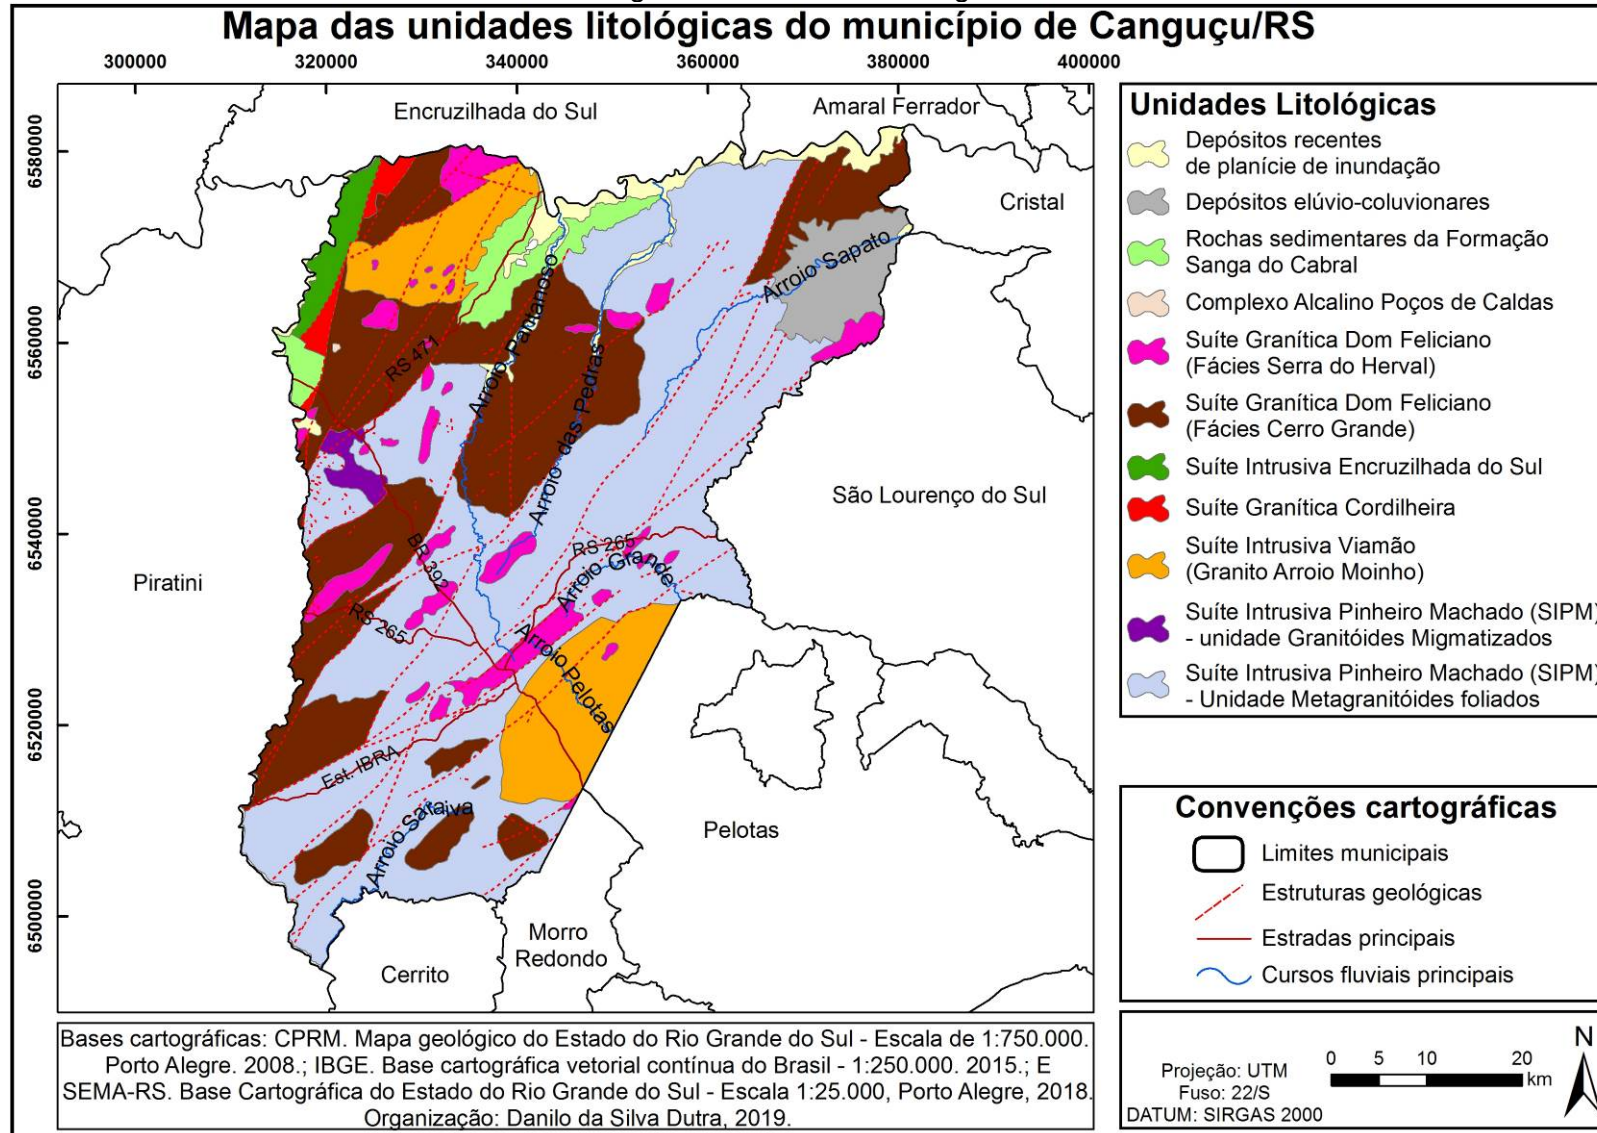 Mapa das unidades litológicas do município de Canguçu/RS
300000
320000
340000
360000
380000
400000
6580000
6560000
6540000
6520000
6500000
Encruzilhada do Sul
Amaral Ferrador
Cristal
São Lourenço do Sul
Piratini
Pelotas
Morro
Redondo
Cerrito
Arroio Sapato
Arroio Pantanoso
Arroio das Pedras
RS 471
BR 392
RS 265
Arroio Grande
RS 265
Arroio Pelotas
Est. IBRA
Arroio Saraiva
Unidades Litológicas
Depósitos recentes
de planície de inundação
Depósitos elúvio-coluvionares
Rochas sedimentares da Formação
Sanga do Cabral
Complexo Alcalino Poços de Caldas
Suíte Granítica Dom Feliciano
(Fácies Serra do Herval)
Suíte Granítica Dom Feliciano
(Fácies Cerro Grande)
Suíte Intrusiva Encruzilhada do Sul
Suíte Granítica Cordilheira
Suíte Intrusiva Viamão
(Granito Arroio Moinho)
Suíte Intrusiva Pinheiro Machado (SIPM)
- unidade Granitóides Migmatizados
Suíte Intrusiva Pinheiro Machado (SIPM)
- Unidade Metagranitóides foliados
Convenções cartográficas
Limites municipais
Estruturas geológicas
Estradas principais
Cursos fluviais principais
Bases cartográficas: CPRM. Mapa geológico do Estado do Rio Grande do Sul - Escala de 1:750.000.
Porto Alegre. 2008.; IBGE. Base cartográfica vetorial contínua do Brasil - 1:250.000. 2015.; E
SEMA-RS. Base Cartográfica do Estado do Rio Grande do Sul - Escala 1:25.000, Porto Alegre, 2018.
Organização: Danilo da Silva Dutra, 2019.
Projeção: UTM
Fuso: 22/S
DATUM: SIRGAS 2000
0 5 10 20
km
N